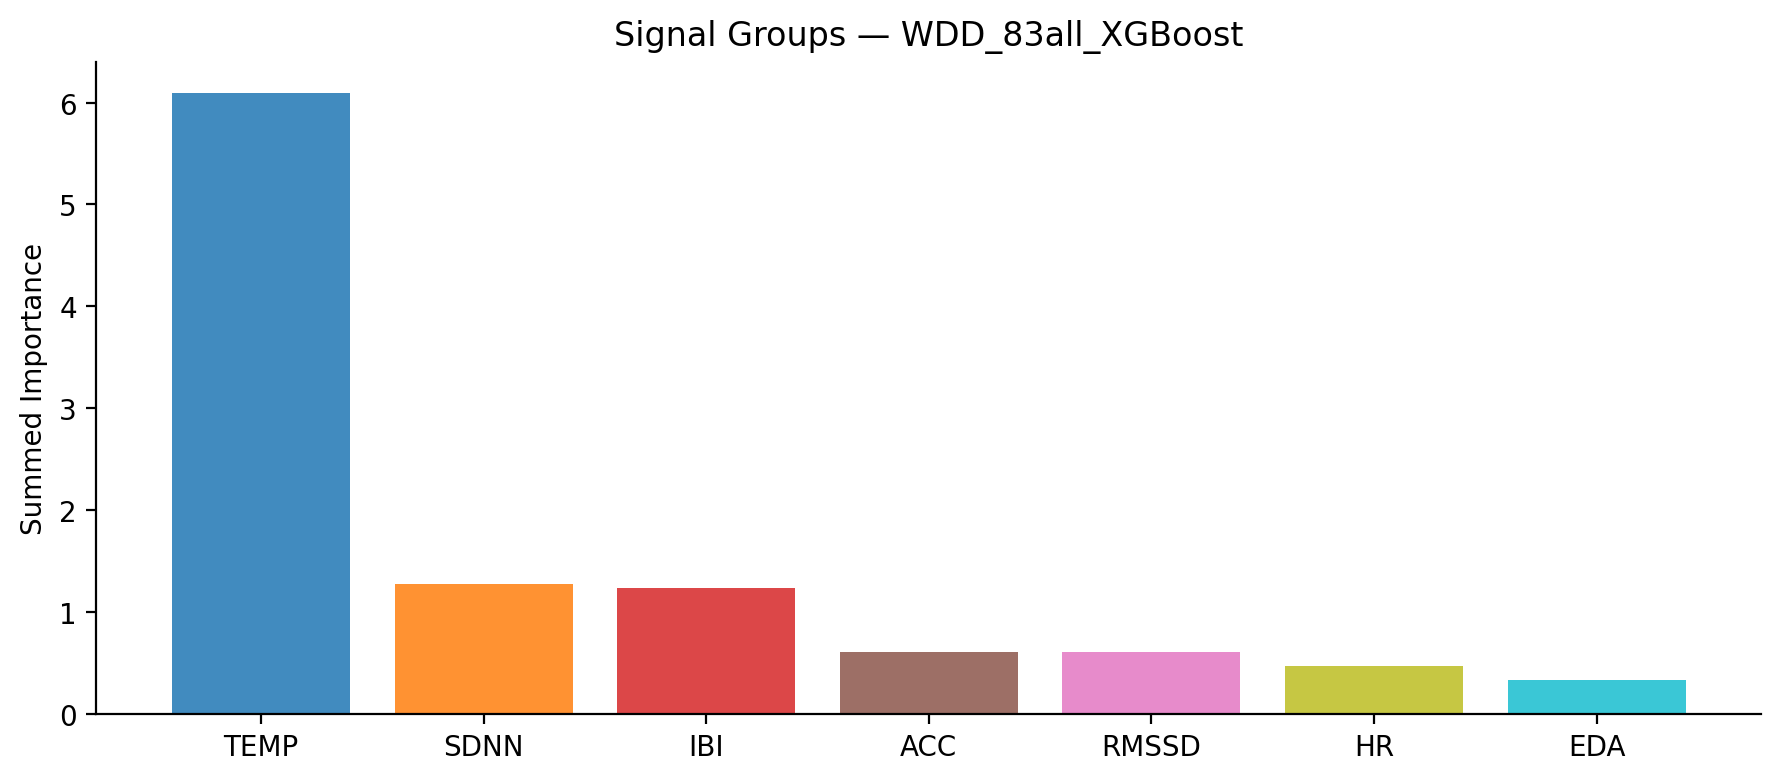 Signal Groups — WDD_83all_XGBoost
Summed Importance
6
5
4
3
2
1
0
TEMP SDNN IBI ACC RMSSD HR EDA